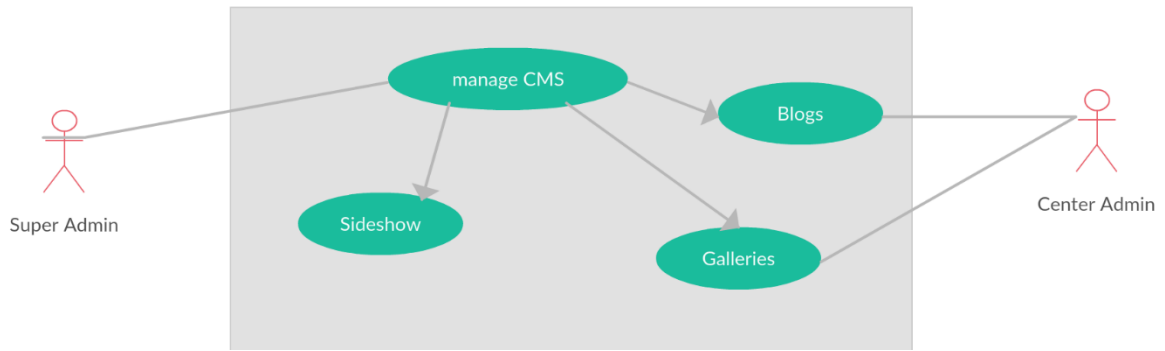 manage CMS
Blogs
Super Admin
Sideshow
Galleries
Center Admin